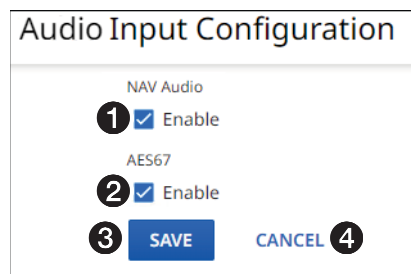 Audio Input Configuration
NAV Audio
1 Enable
AES67
2 Enable
3 SAVE CANCEL 4